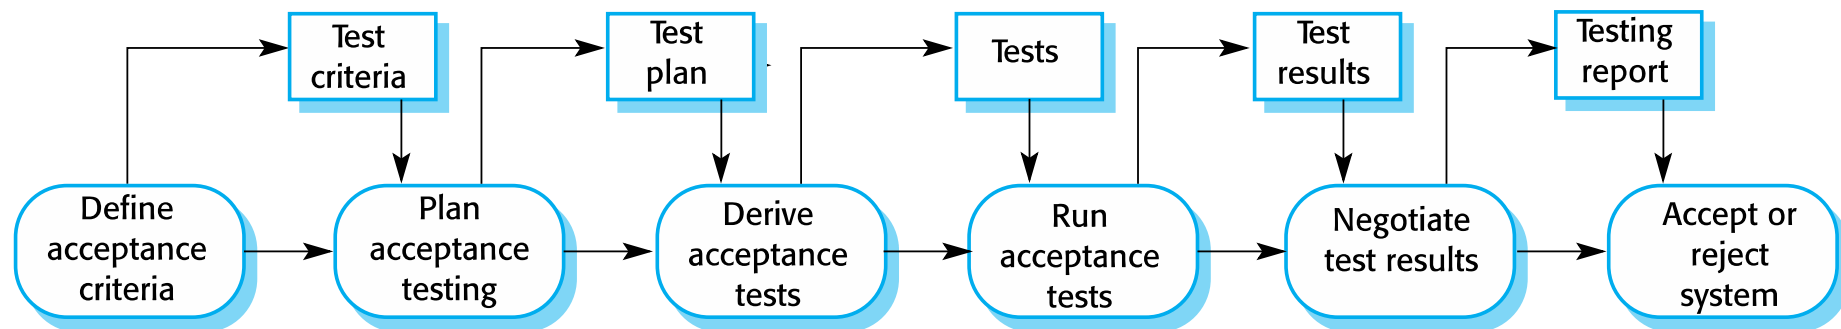 Test
criteria
Test
plan
Tests
Test
results
Testing
report
Define
acceptance
criteria
Plan
acceptance
testing
Derive
acceptance
tests
Run
acceptance
tests
Negotiate
test results
Accept or
reject
system